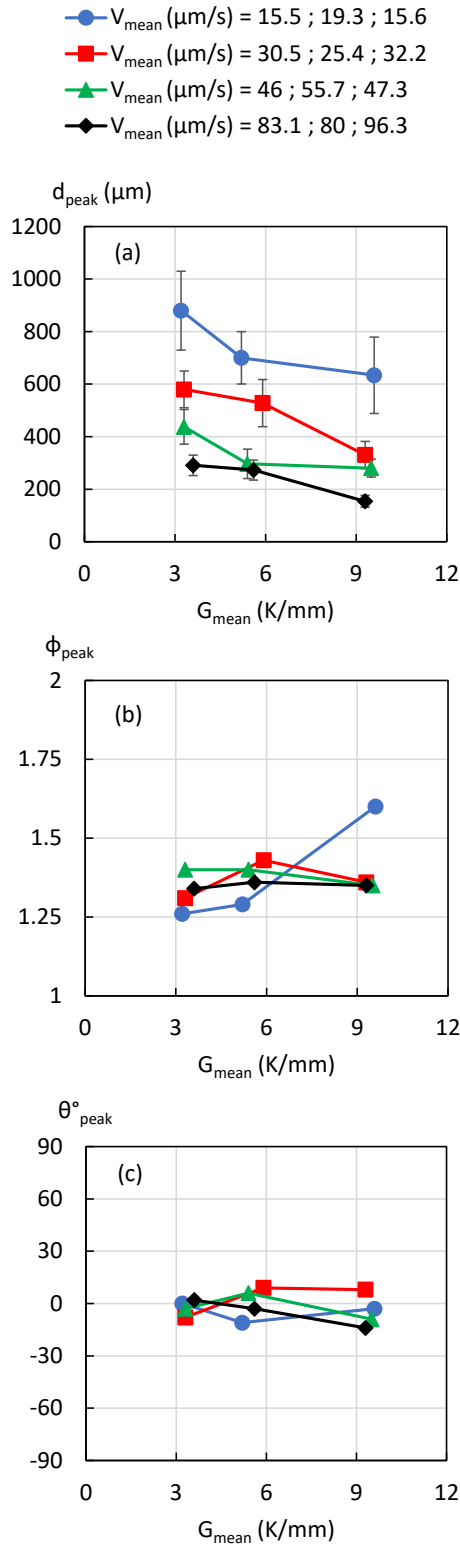 V_mean (µm/s) = 15.5 ; 19.3 ; 15.6
V_mean (µm/s) = 30.5 ; 25.4 ; 32.2
V_mean (µm/s) = 46 ; 55.7 ; 47.3
V_mean (µm/s) = 83.1 ; 80 ; 96.3
d_peak (µm)
(a)
1200
1000
800
600
400
200
0
0 3 6 9 12
G_mean (K/mm)
ϕ_peak
(b)
2
1.75
1.5
1.25
1
0 3 6 9 12
G_mean (K/mm)
θ°_peak
(c)
90
60
30
0
-30
-60
-90
0 3 6 9 12
G_mean (K/mm)